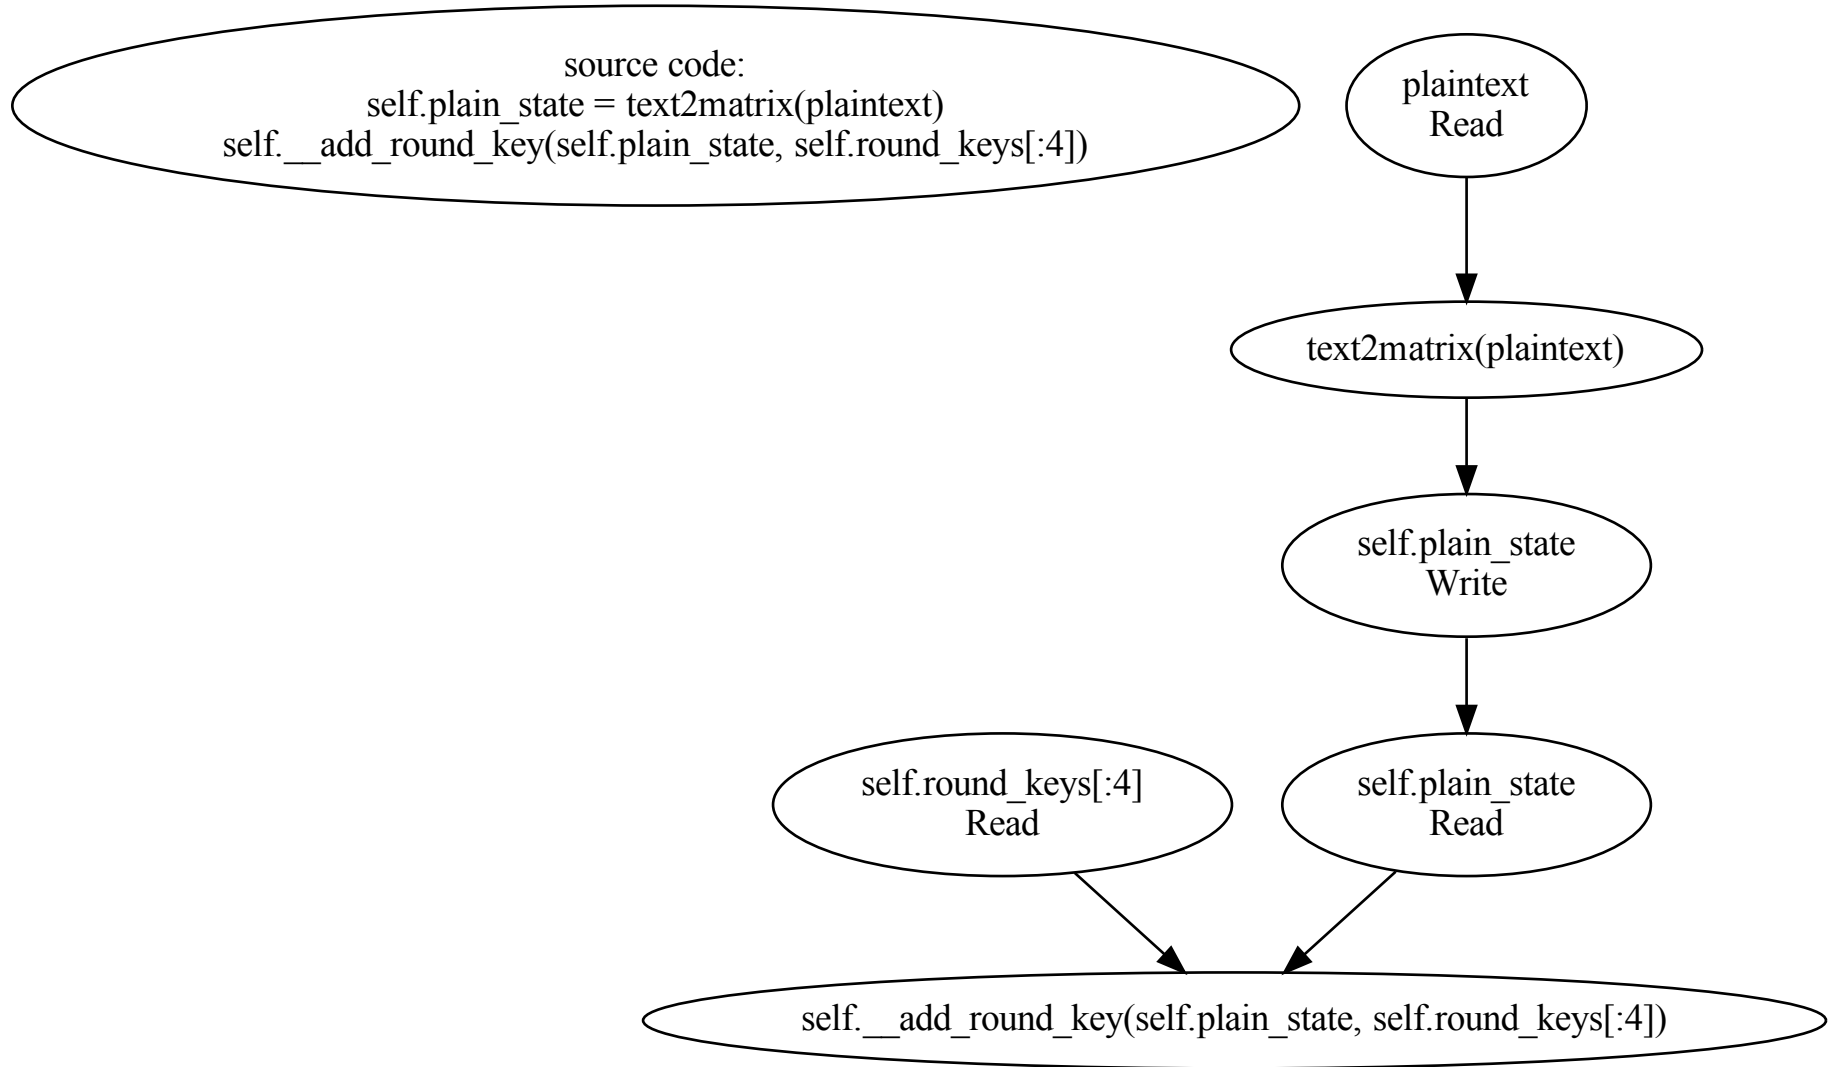 source code:
self.plain_state = text2matrix(plaintext)
self.__add_round_key(self.plain_state, self.round_keys[:4])
plaintext
Read
text2matrix(plaintext)
self.plain_state
Write
self.round_keys[:4]
Read
self.plain_state
Read
self.__add_round_key(self.plain_state, self.round_keys[:4])